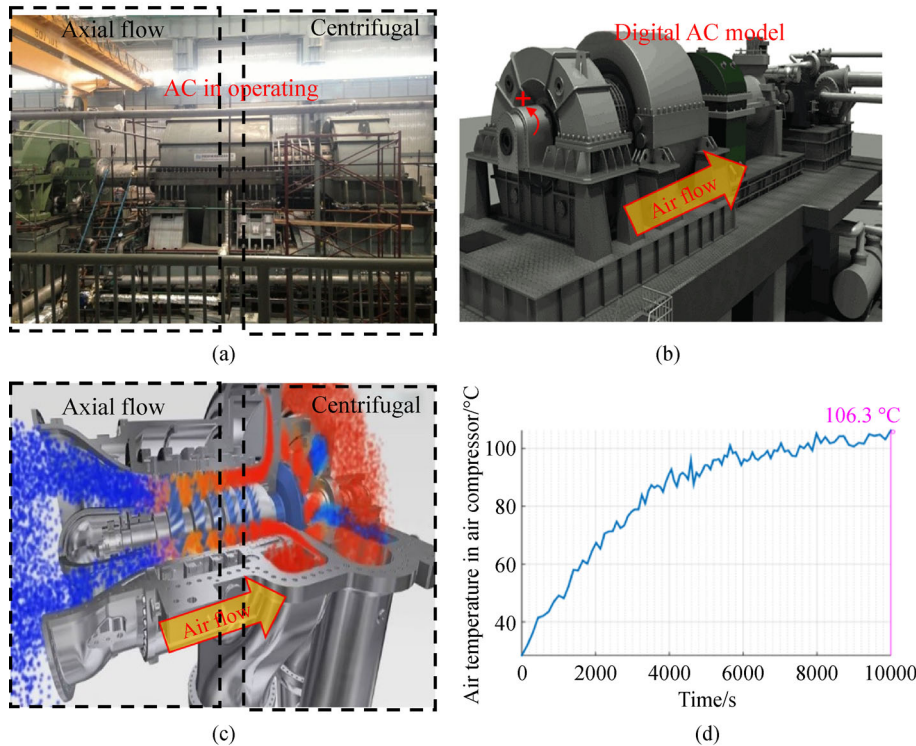 Axial flow
Centrifugal
AC in operating
(a)
Digital AC model
Air flow
(b)
Axial flow
Centrifugal
Air flow
(c)
106.3 °C
Air temperature in air compressor/°C
100
80
60
40
0 2000 4000 6000 8000 10000
Time/s
(d)